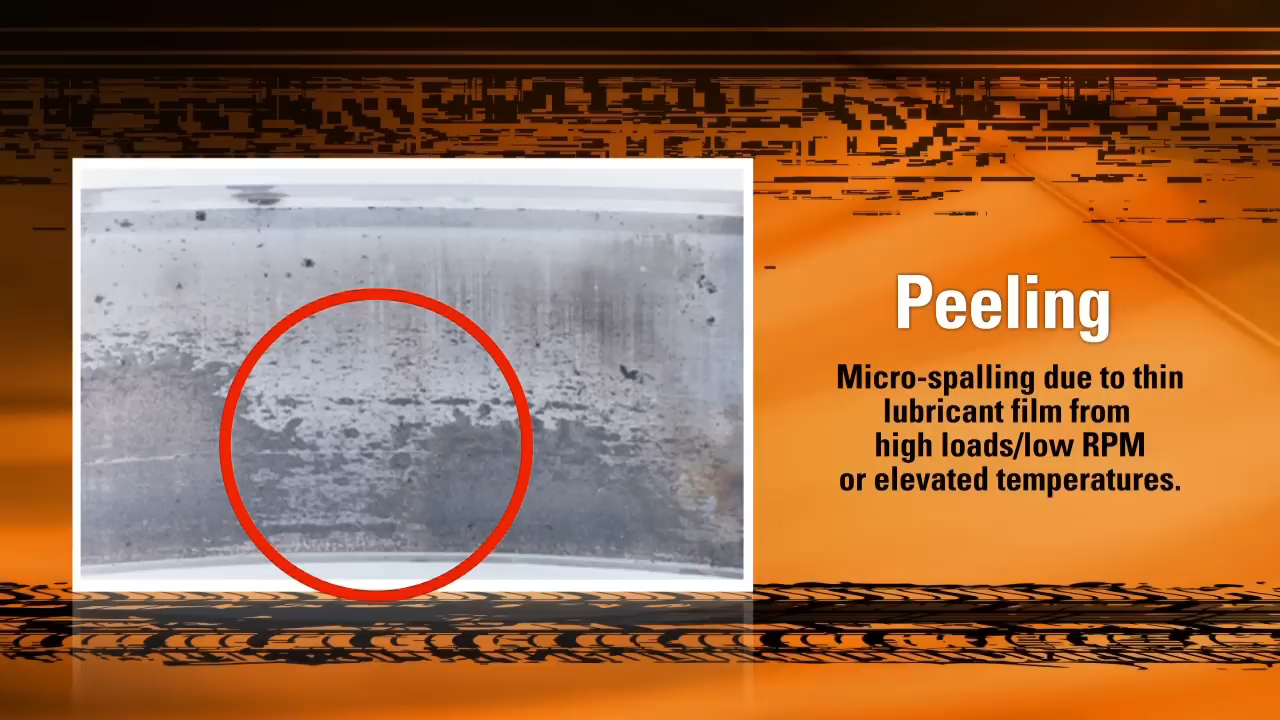 Peeling
Micro-spalling due to thin
lubricant film from
high loads/low RPM
or elevated temperatures.